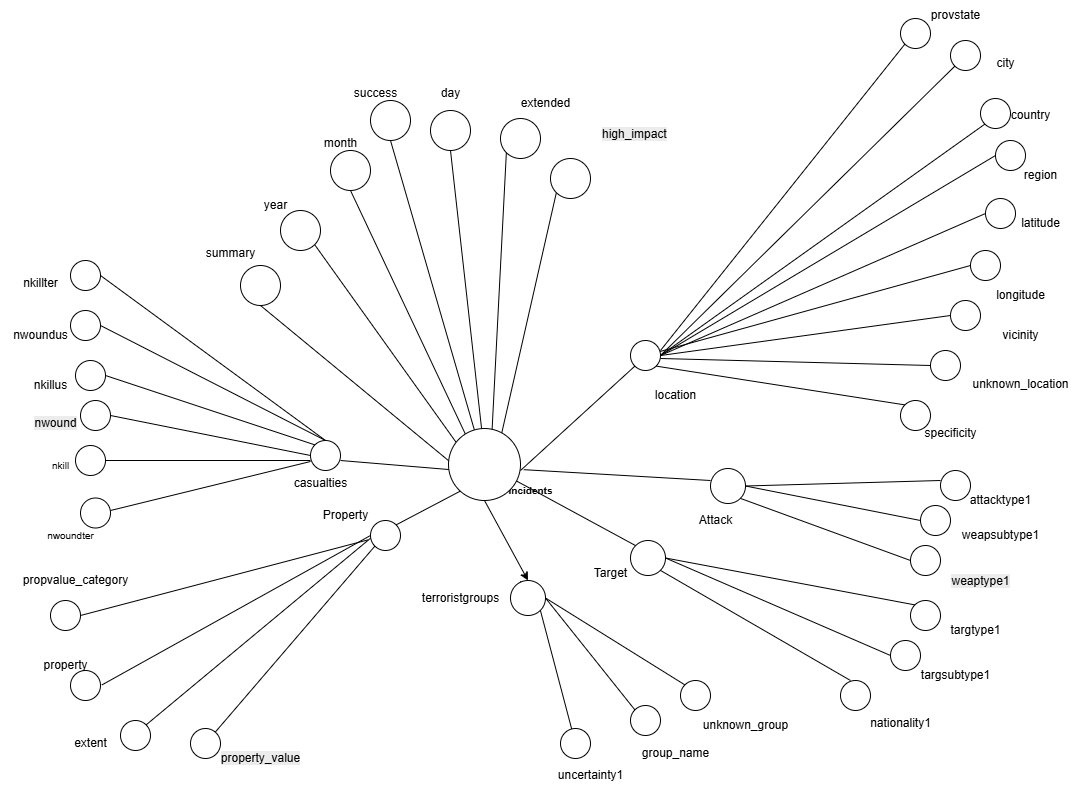 provstate
city
country
region
latitude
longitude
vicinity
unknown_location
specificity
location
success
day
extended
high_impact
month
year
summary
nkillter
nwoundus
nkillus
nwound
nkill
nwoundter
casualties
incidents
Property
propvalue_category
property
extent
property_value
terroristgroups
uncertainty1
group_name
unknown_group
Attack
attacktype1
weapsubtype1
weaptype1
Target
targtype1
targsubtype1
nationality1